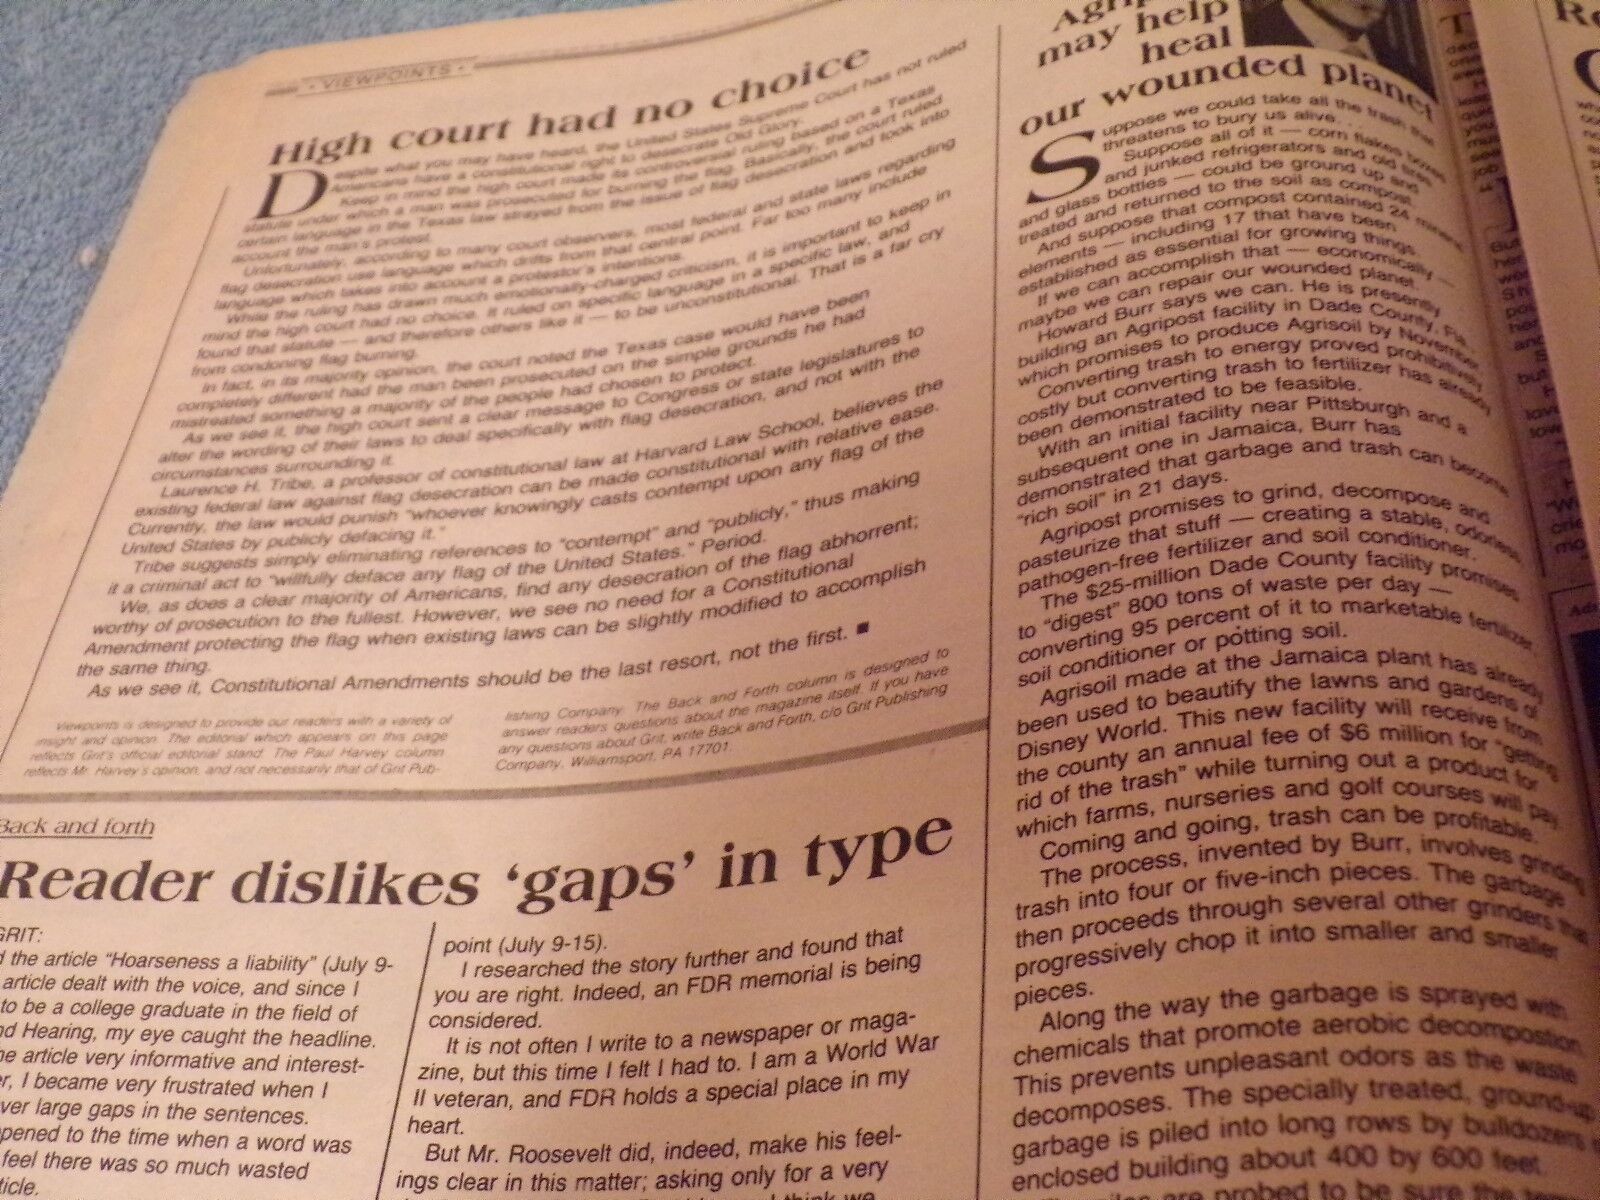 • VIEWPOINTS •
High court had no choice
Despite what you may have heard, the United States Supreme Court has not ruled
Americans have a constitutional right to desecrate Old Glory.
Keep in mind the high court made its controversial ruling based on a Texas
statute under which a man was prosecuted for burning the flag. Basically, the court ruled
certain language in the Texas law strayed from the issue of flag desecration and took into
account the man's protest.
Unfortunately, according to many court observers, most federal and state laws regarding
flag desecration use language which drifts from that central point. Far too many include
language which takes into account a protestor's intentions.
While the ruling has drawn much emotionally-charged criticism, it is important to keep in
mind the high court had no choice. It ruled on specific language in a specific law, and
found that statute — and therefore others like it — to be unconstitutional. That is a far cry
from condoning flag burning.
In fact, in its majority opinion, the court noted the Texas case would have been
completely different had the man been prosecuted on the simple grounds he had
mistreated something a majority of the people had chosen to protect.
As we see it, the high court sent a clear message to Congress or state legislatures to
alter the wording of their laws to deal specifically with flag desecration, and not with the
circumstances surrounding it.
Laurence H. Tribe, a professor of constitutional law at Harvard Law School, believes the
existing federal law against flag desecration can be made constitutional with relative ease.
Currently, the law would punish "whoever knowingly casts contempt upon any flag of the
United States by publicly defacing it."
Tribe suggests simply eliminating references to "contempt" and "publicly," thus making
it a criminal act to "willfully deface any flag of the United States." Period.
We, as does a clear majority of Americans, find any desecration of the flag abhorrent;
worthy of prosecution to the fullest. However, we see no need for a Constitutional
Amendment protecting the flag when existing laws can be slightly modified to accomplish
the same thing.
As we see it, Constitutional Amendments should be the last resort, not the first. ■
Viewpoints is designed to provide our readers with a variety of
insight and opinion. The editorial which appears on this page
reflects Grit's official editorial stand. The Paul Harvey column
reflects Mr. Harvey's opinion, and not necessarily that of Grit Pub-
lishing Company. The Back and Forth column is designed to
answer readers questions about the magazine itself. If you have
any questions about Grit, write Back and Forth, c/o Grit Publishing
Company, Williamsport, PA 17701.
Back and forth
Reader dislikes 'gaps' in type
GRIT:
the article "Hoarseness a liability" (July 9-
article dealt with the voice, and since I
to be a college graduate in the field of
Hearing, my eye caught the headline.
article very informative and interest-
I became very frustrated when I
large gaps in the sentences.
to the time when a word was
feel there was so much wasted
point (July 9-15).
I researched the story further and found that
you are right. Indeed, an FDR memorial is being
considered.
It is not often I write to a newspaper or maga-
zine, but this time I felt I had to. I am a World War
II veteran, and FDR holds a special place in my
heart.
But Mr. Roosevelt did, indeed, make his feel-
ings clear in this matter; asking only for a very
may help
heal
our wounded planet
Suppose we could take all the trash that
threatens to bury us alive. . .
Suppose all of it — corn flakes boxes
and junked refrigerators and old tires
and glass bottles — could be ground up and
treated and returned to the soil as compost.
And suppose that compost contained 24 mineral
elements — including 17 that have been
established as essential for growing things.
If we can accomplish that — economically —
maybe we can repair our wounded planet.
Howard Burr says we can. He is presently
building an Agripost facility in Dade County, Fla.,
which promises to produce Agrisoil by November.
Converting trash to energy proved prohibitively
costly but converting trash to fertilizer has already
been demonstrated to be feasible.
With an initial facility near Pittsburgh and a
subsequent one in Jamaica, Burr has
demonstrated that garbage and trash can become
"rich soil" in 21 days.
Agripost promises to grind, decompose and
pasteurize that stuff — creating a stable, odorless
pathogen-free fertilizer and soil conditioner.
The $25-million Dade County facility promises
to "digest" 800 tons of waste per day —
converting 95 percent of it to marketable fertilizer,
soil conditioner or potting soil.
Agrisoil made at the Jamaica plant has already
been used to beautify the lawns and gardens of
Disney World. This new facility will receive from
the county an annual fee of $6 million for "getting
rid of the trash" while turning out a product for
which farms, nurseries and golf courses will pay.
Coming and going, trash can be profitable.
The process, invented by Burr, involves grinding
trash into four or five-inch pieces. The garbage
then proceeds through several other grinders that
progressively chop it into smaller and smaller
pieces.
Along the way the garbage is sprayed with
chemicals that promote aerobic decompostion.
This prevents unpleasant odors as the waste
decomposes. The specially treated, ground-up
garbage is piled into long rows by bulldozers
enclosed building about 400 by 600 feet.